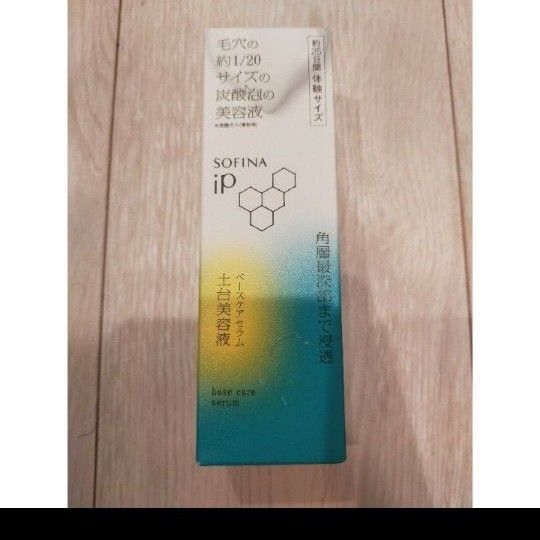 毛穴の
約1/20
サイズの
炭酸泡の
美容液
約25日間 体験サイズ
SOFINA
iP
角層最深部まで浸透
ベースケアセラム
土台美容液
base care
serum